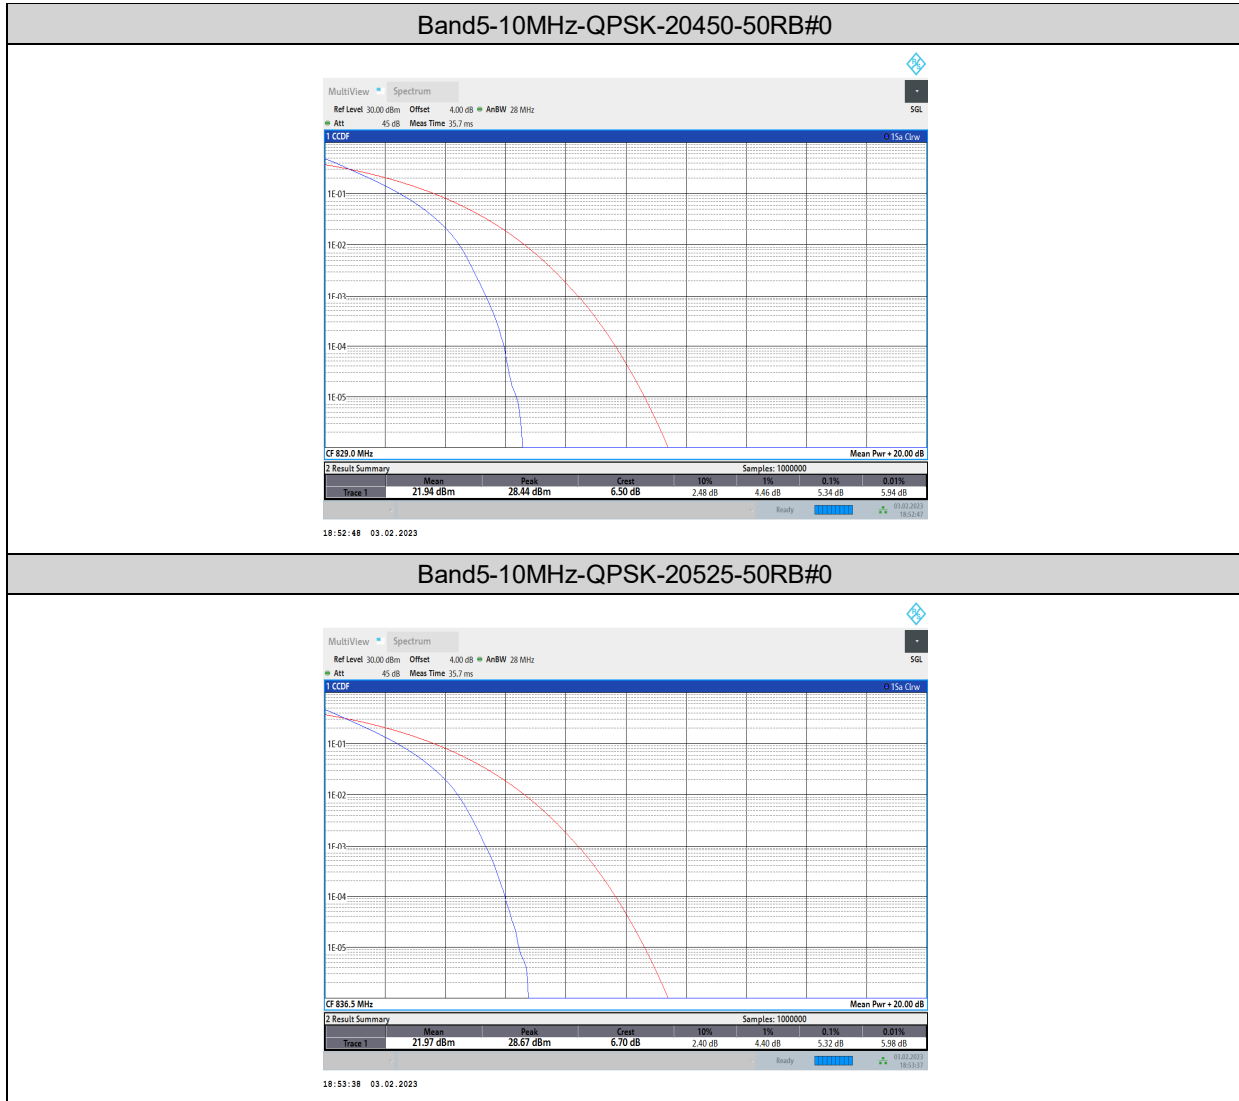 Band5-10MHz-QPSK-20450-50RB#0
MultiView Spectrum
Ref Level 30.00 dBm Offset 4.00 dB AnBW 28 MHz
SGL
Att 45 dB Meas Time 35.7 ms
1 CCDF 1Sa Clrw
1E-01
1E-02
1E-03
1E-04
1E-05
CF 829.0 MHz Mean Pwr + 20.00 dB
2 Result Summary Samples: 1000000
Mean Peak Crest 10% 1% 0.1% 0.01%
Trace 1 21.94 dBm 28.44 dBm 6.50 dB 2.48 dB 4.46 dB 5.34 dB 5.94 dB
Ready 03.02.2023
18:52:47
18:52:48 03.02.2023
Band5-10MHz-QPSK-20525-50RB#0
MultiView Spectrum
Ref Level 30.00 dBm Offset 4.00 dB AnBW 28 MHz
SGL
Att 45 dB Meas Time 35.7 ms
1 CCDF 1Sa Clrw
1E-01
1E-02
1E-03
1E-04
1E-05
CF 836.5 MHz Mean Pwr + 20.00 dB
2 Result Summary Samples: 1000000
Mean Peak Crest 10% 1% 0.1% 0.01%
Trace 1 21.97 dBm 28.67 dBm 6.70 dB 2.40 dB 4.40 dB 5.32 dB 5.98 dB
Ready 03.02.2023
18:53:37
18:53:38 03.02.2023